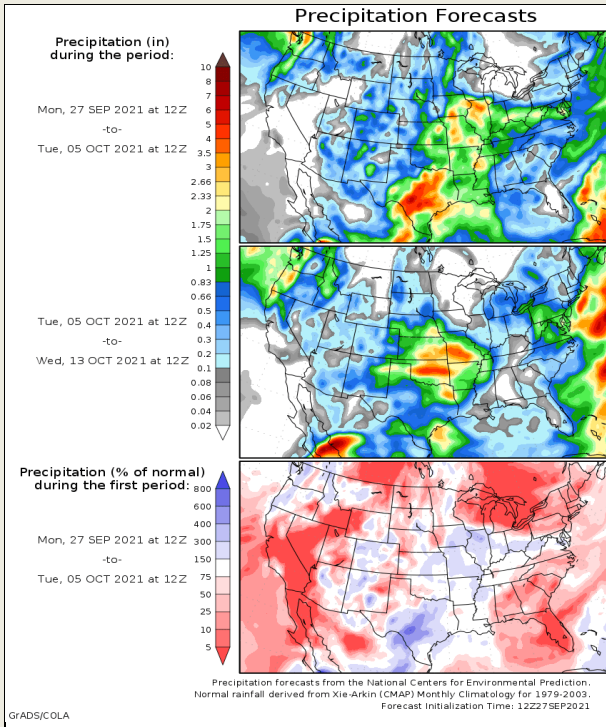 Precipitation Forecasts
Precipitation (in)
during the period:
Mon, 27 SEP 2021 at 12Z
-to-
Tue, 05 OCT 2021 at 12Z
10
8
7
6
5
4
3.5
3
2.66
2.33
2
1.75
1.5
1.25
1
0.83
0.66
0.5
0.4
0.3
0.2
0.1
0.08
0.06
0.04
0.02
Tue, 05 OCT 2021 at 12Z
-to-
Wed, 13 OCT 2021 at 12Z
Precipitation (% of normal)
during the first period:
Mon, 27 SEP 2021 at 12Z
-to-
Tue, 05 OCT 2021 at 12Z
800
600
400
300
150
75
50
25
10
5
Precipitation forecasts from the National Centers for Environmental Prediction.
Normal rainfall derived from Xie-Arkin (CMAP) Monthly Climatology for 1979-2003.
Forecast Initialization Time: 12Z27SEP2021
GrADS/COLA